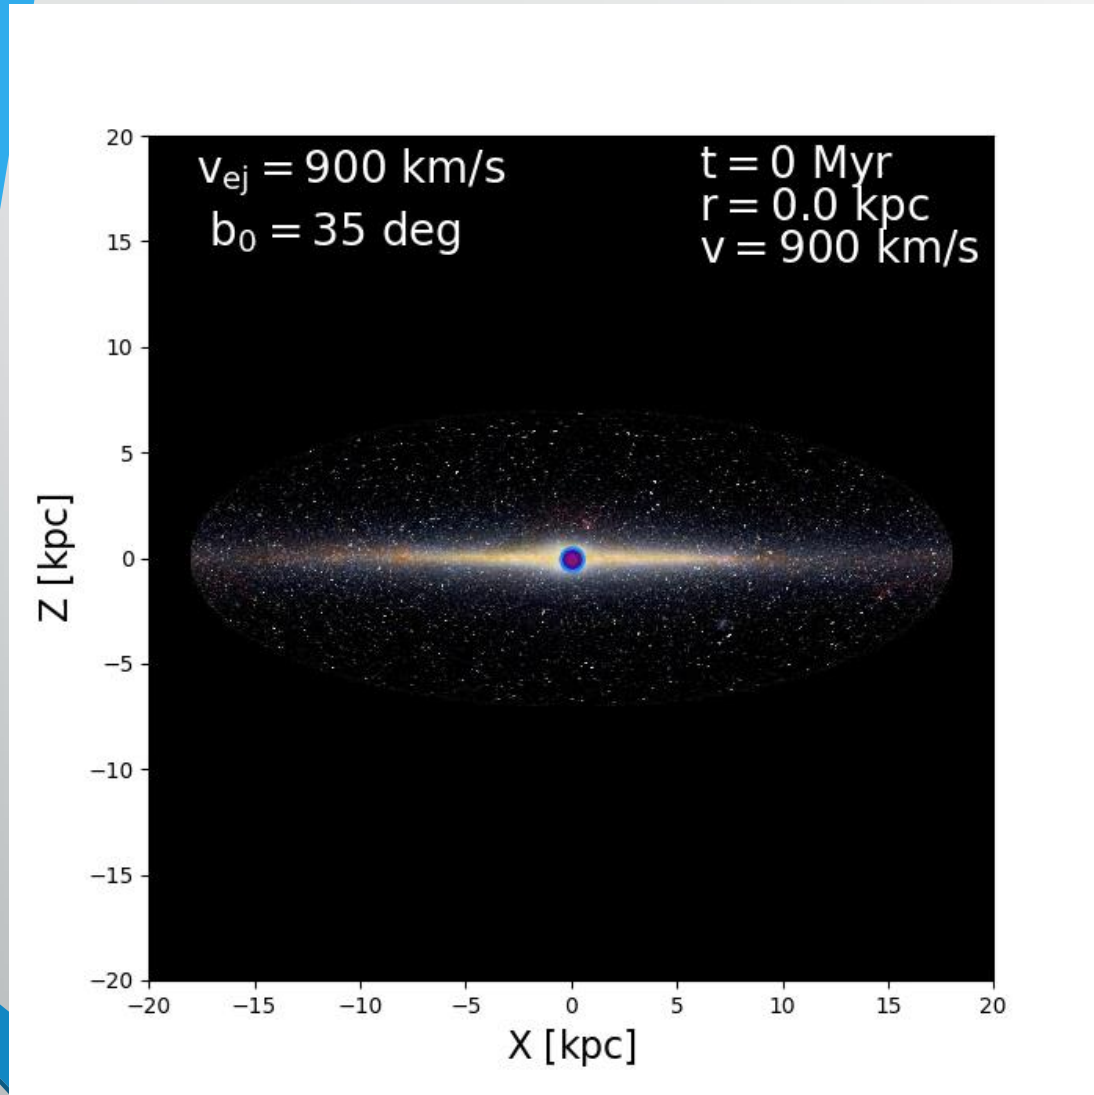 v_ej = 900 km/s
b_0 = 35 deg
t = 0 Myr
r = 0.0 kpc
v = 900 km/s
20
15
10
5
0
−5
−10
−15
−20
Z [kpc]
−20 −15 −10 −5 0 5 10 15 20
X [kpc]